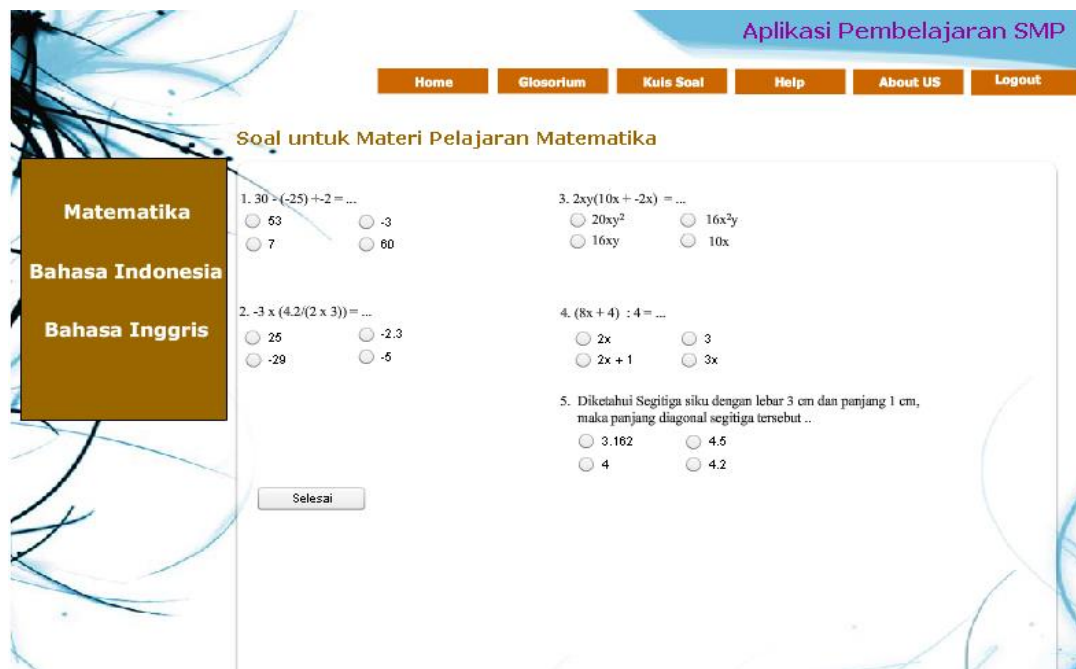 Aplikasi Pembelajaran SMP
Home Glosorium Kuis Soal Help About US Logout
Soal untuk Materi Pelajaran Matematika
Matematika
Bahasa Indonesia
Bahasa Inggris
1. 30 - (-25) +-2 = ...
53 -3
7 60
2. -3 x (4.2/(2 x 3)) = ...
25 -2.3
-29 -5
3. 2xy(10x + -2x) = ...
20xy² 16x²y
16xy 10x
4. (8x + 4) : 4 = ...
2x 3
2x + 1 3x
5. Diketahui Segitiga siku dengan lebar 3 cm dan panjang 1 cm,
maka panjang diagonal segitiga tersebut ..
3.162 4.5
4 4.2
Selesai